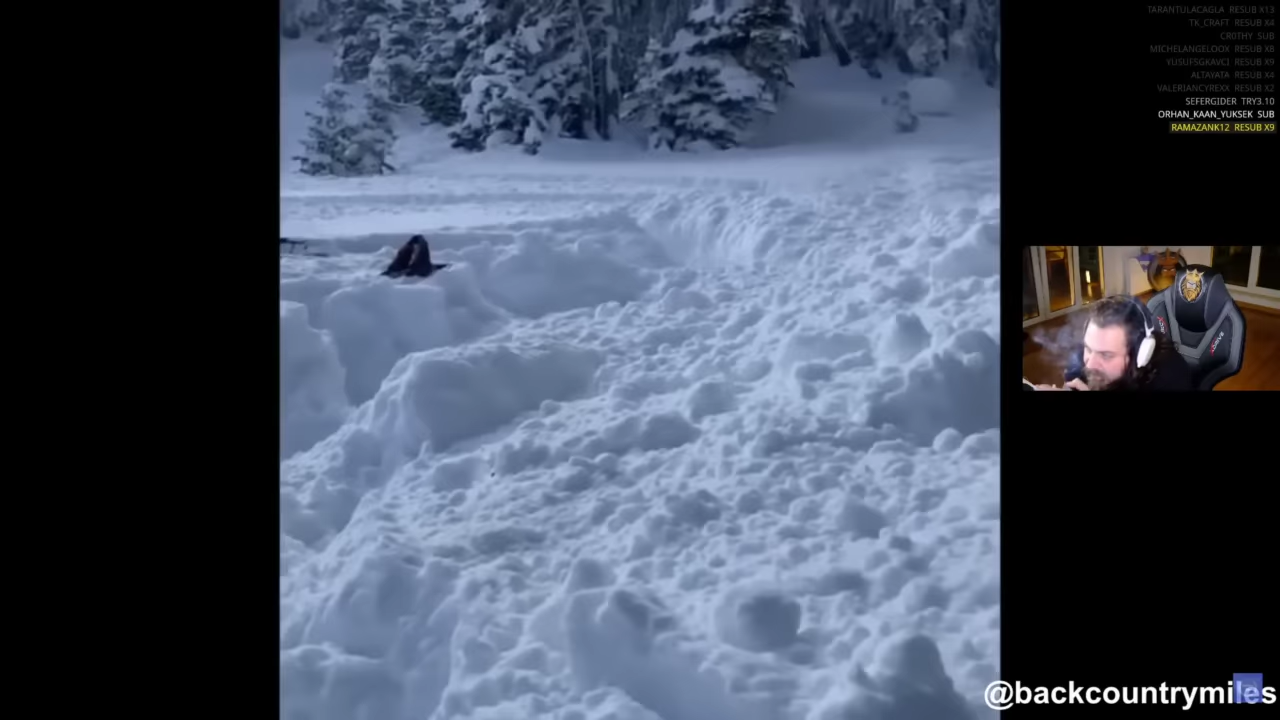 TARANTULACAGLA RESUB X13
TK_CRAFT RESUB X4
CR0THY SUB
MICHELANGELOOX RESUB X8
YUSUFSGKAVCI RESUB X9
ALTAYATA RESUB X4
VALERIANCYREXX RESUB X2
SEFERGIDER TRY3.10
ORHAN_KAAN_YUKSEK SUB
RAMAZANK12 RESUB X9
@backcountrymiles